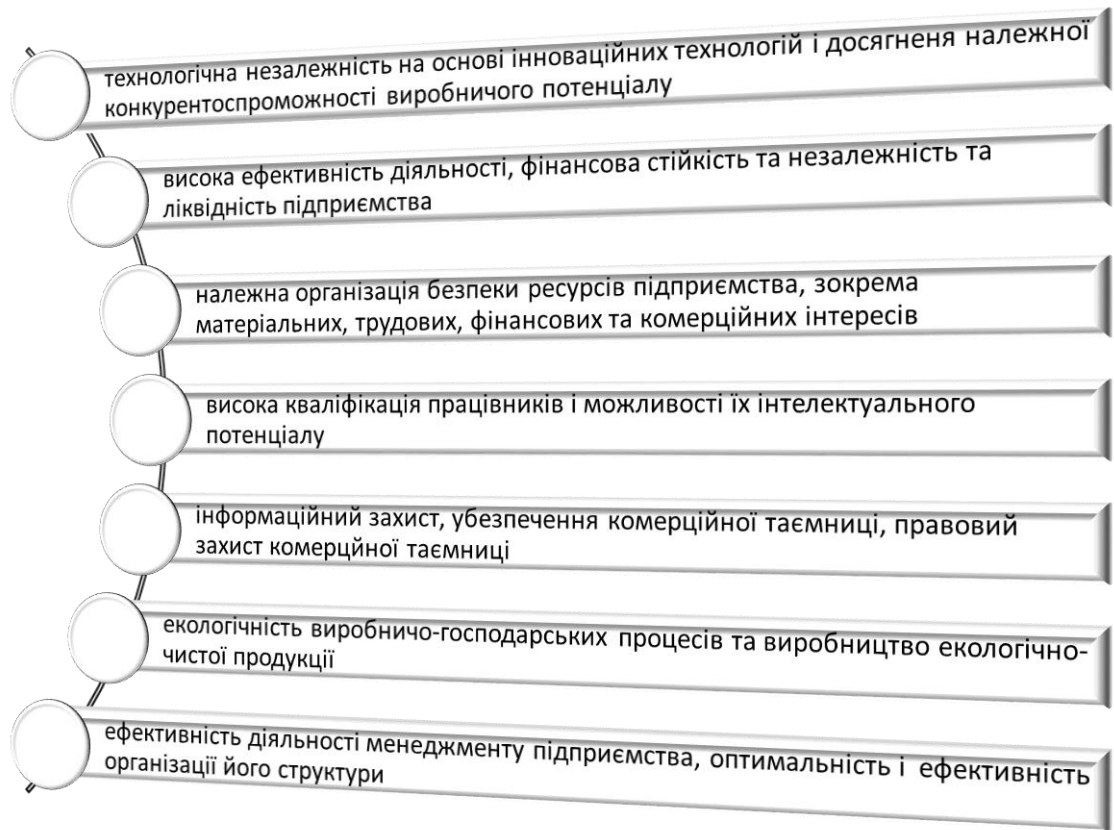 технологічна незалежність на основі інноваційних технологій і досягненя належної
конкурентоспроможності виробничого потенціалу
висока ефективність діяльності, фінансова стійкість та незалежність та
ліквідність підприємства
належна організація безпеки ресурсів підприємства, зокрема
матеріальних, трудових, фінансових та комерційних інтересів
висока кваліфікація працівників і можливості їх інтелектуального
потенціалу
інформаційний захист, убезпечення комерційної таємниці, правовий
захист комерцйної таємниці
екологічність виробничо-господарських процесів та виробництво екологічно-
чистої продукції
ефективність діяльності менеджменту підприємства, оптимальність і ефективність
організації його структури